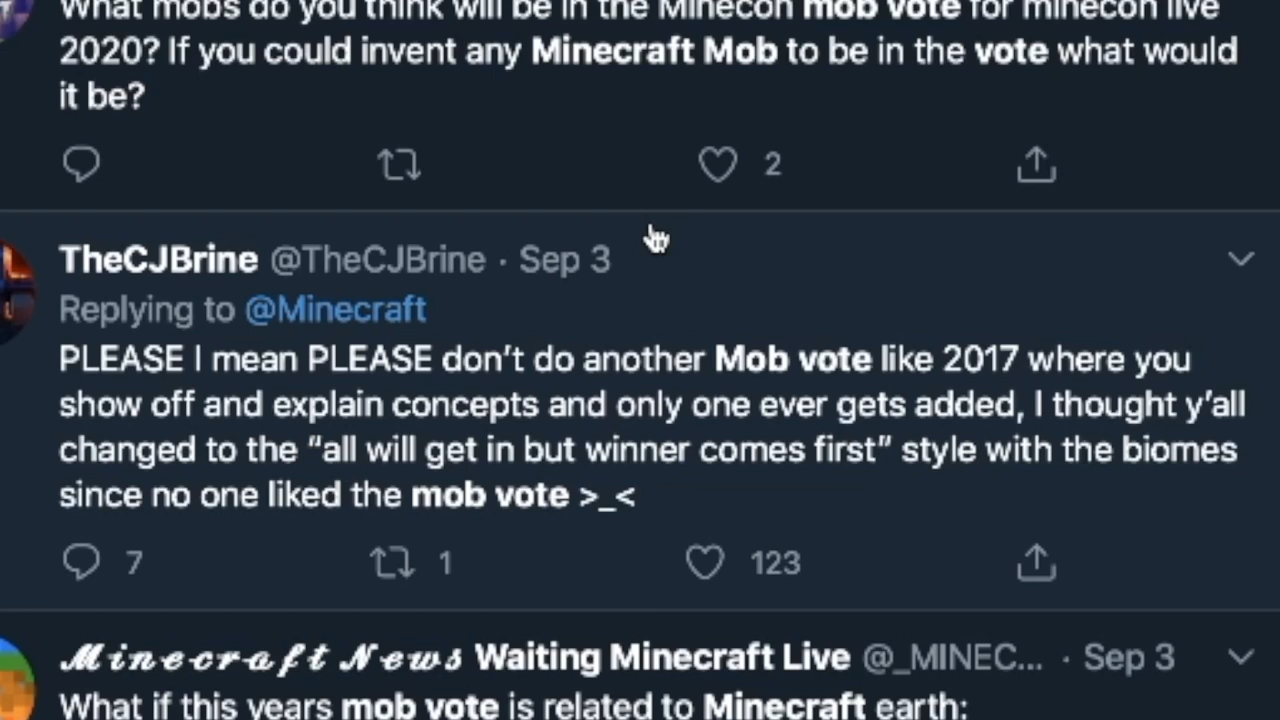 What mobs do you think will be in the Minecon mob vote for minecon live
2020? If you could invent any Minecraft Mob to be in the vote what would
it be?
2
TheCJBrine @TheCJBrine · Sep 3
Replying to @Minecraft
PLEASE I mean PLEASE don’t do another Mob vote like 2017 where you
show off and explain concepts and only one ever gets added, I thought y’all
changed to the “all will get in but winner comes first” style with the biomes
since no one liked the mob vote >_<
7 1 123
𝓜𝓲𝓷𝓮𝓬𝓻𝓪𝓯𝓽 𝓝𝓮𝔀𝓼 Waiting Minecraft Live @_MINEC... · Sep 3
What if this years mob vote is related to Minecraft earth: